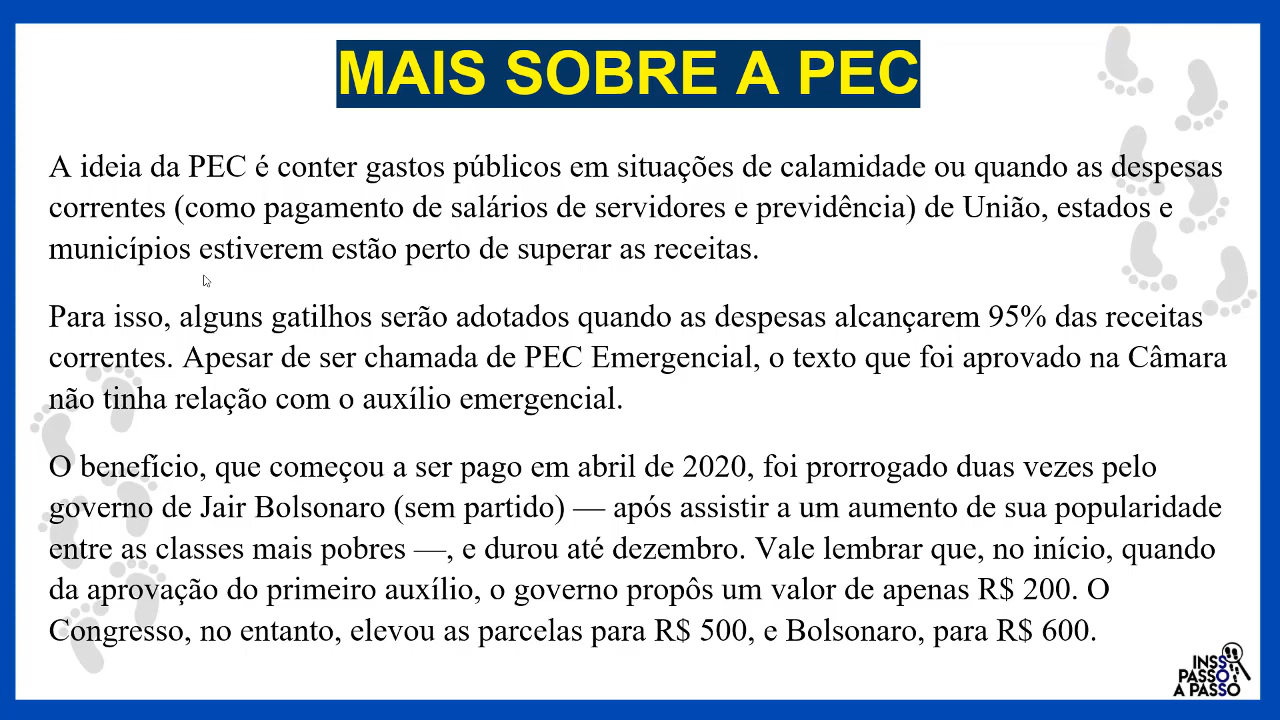 MAIS SOBRE A PEC
A ideia da PEC é conter gastos públicos em situações de calamidade ou quando as despesas
correntes (como pagamento de salários de servidores e previdência) de União, estados e
municípios estiverem estão perto de superar as receitas.
Para isso, alguns gatilhos serão adotados quando as despesas alcançarem 95% das receitas
correntes. Apesar de ser chamada de PEC Emergencial, o texto que foi aprovado na Câmara
não tinha relação com o auxílio emergencial.
O benefício, que começou a ser pago em abril de 2020, foi prorrogado duas vezes pelo
governo de Jair Bolsonaro (sem partido) — após assistir a um aumento de sua popularidade
entre as classes mais pobres —, e durou até dezembro. Vale lembrar que, no início, quando
da aprovação do primeiro auxílio, o governo propôs um valor de apenas R$ 200. O
Congresso, no entanto, elevou as parcelas para R$ 500, e Bolsonaro, para R$ 600.
INSS
PASSO
A PASSO